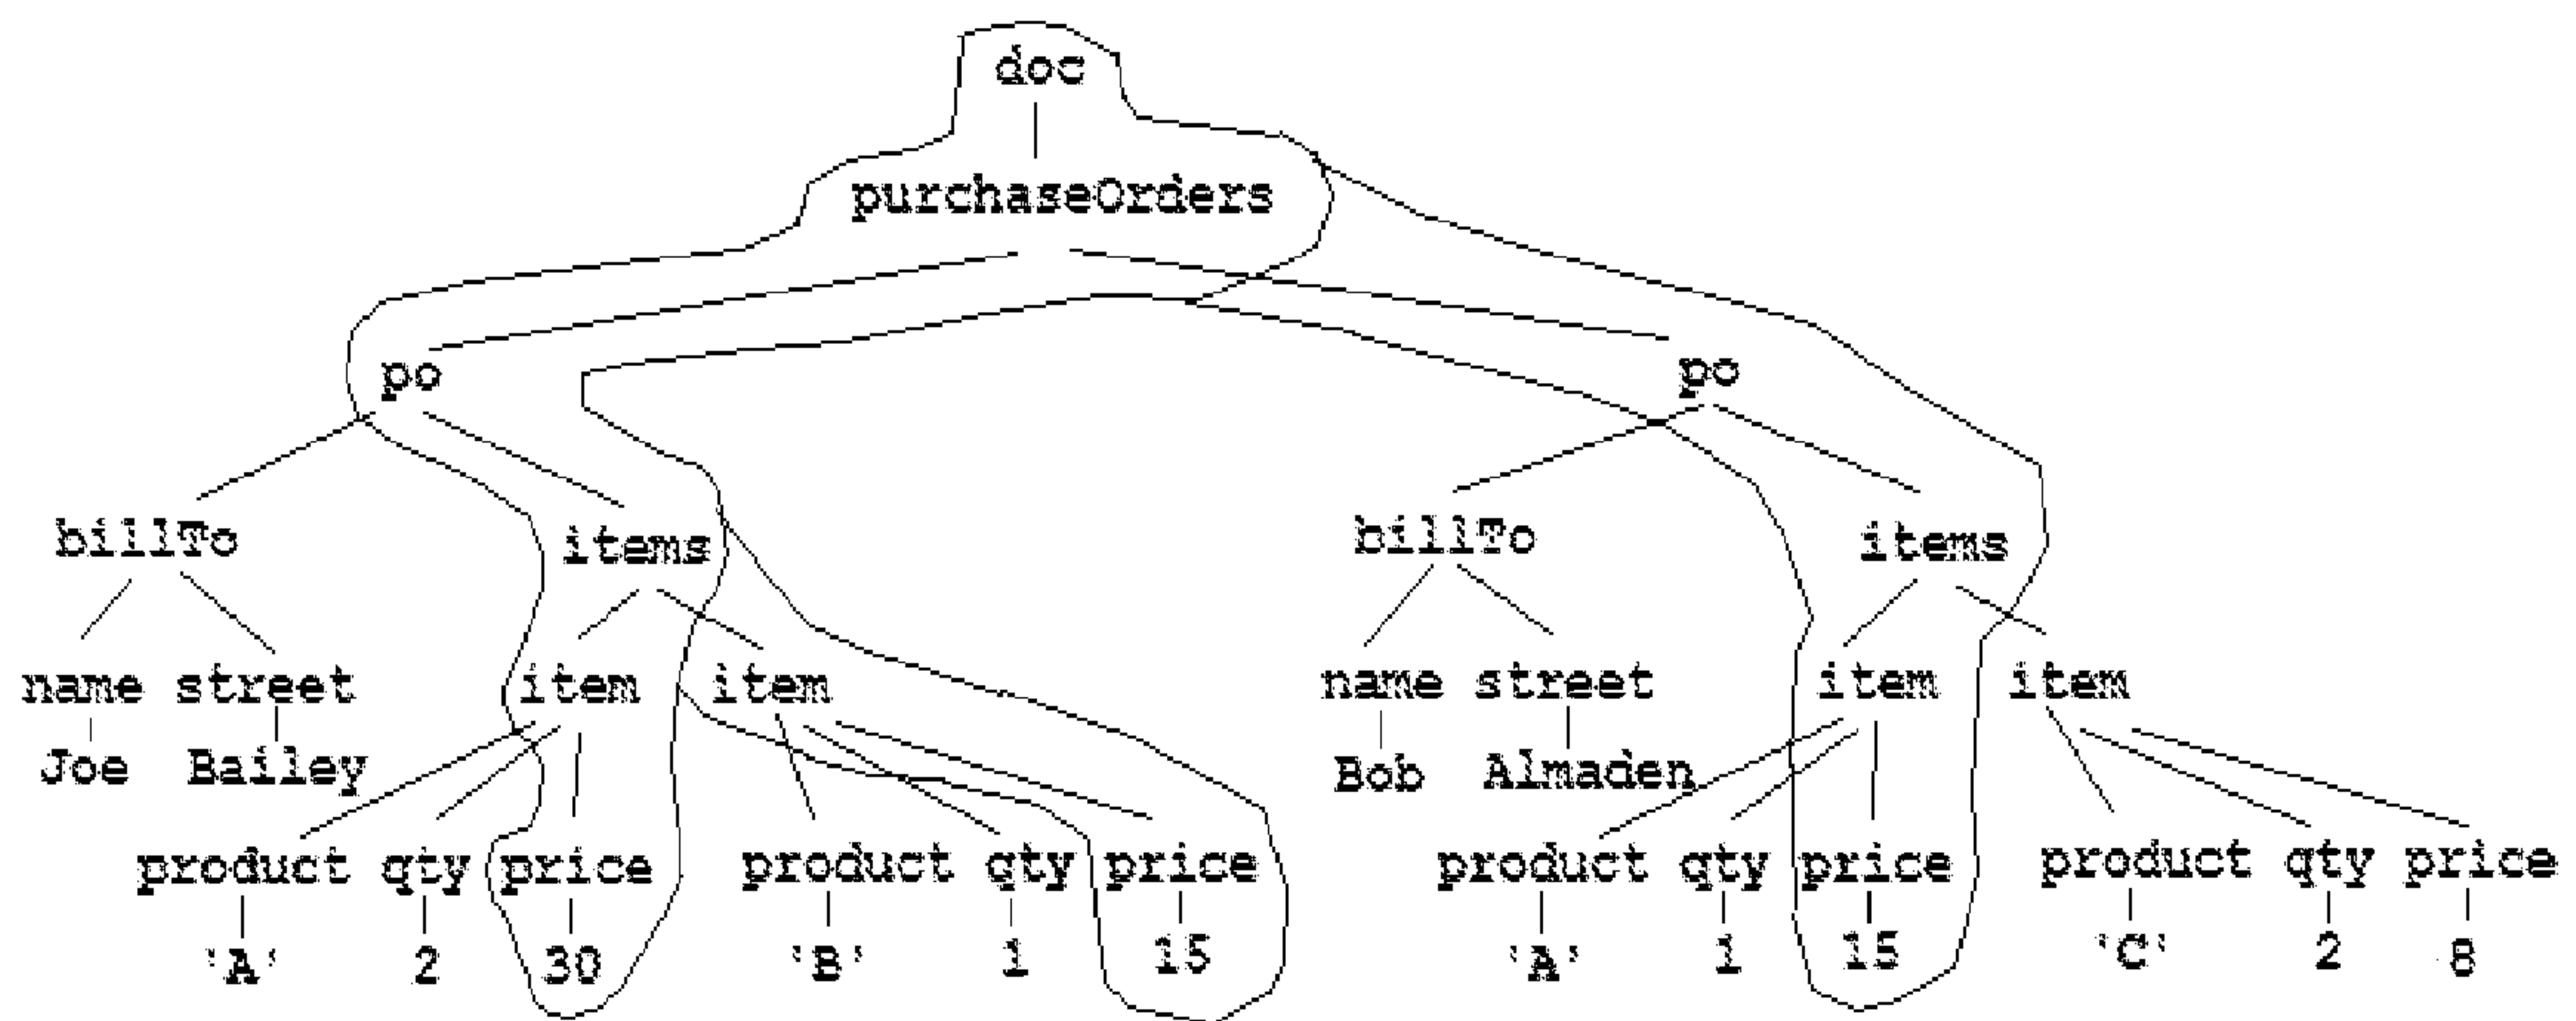 doc
purchaseOrders
po po
billTo items billTo items
name street item item name street item item
Joe Bailey Bob Almaden
product qty price product qty price product qty price product qty price
'A' 2 30 'B' 1 15 'A' 1 15 'C' 2 8